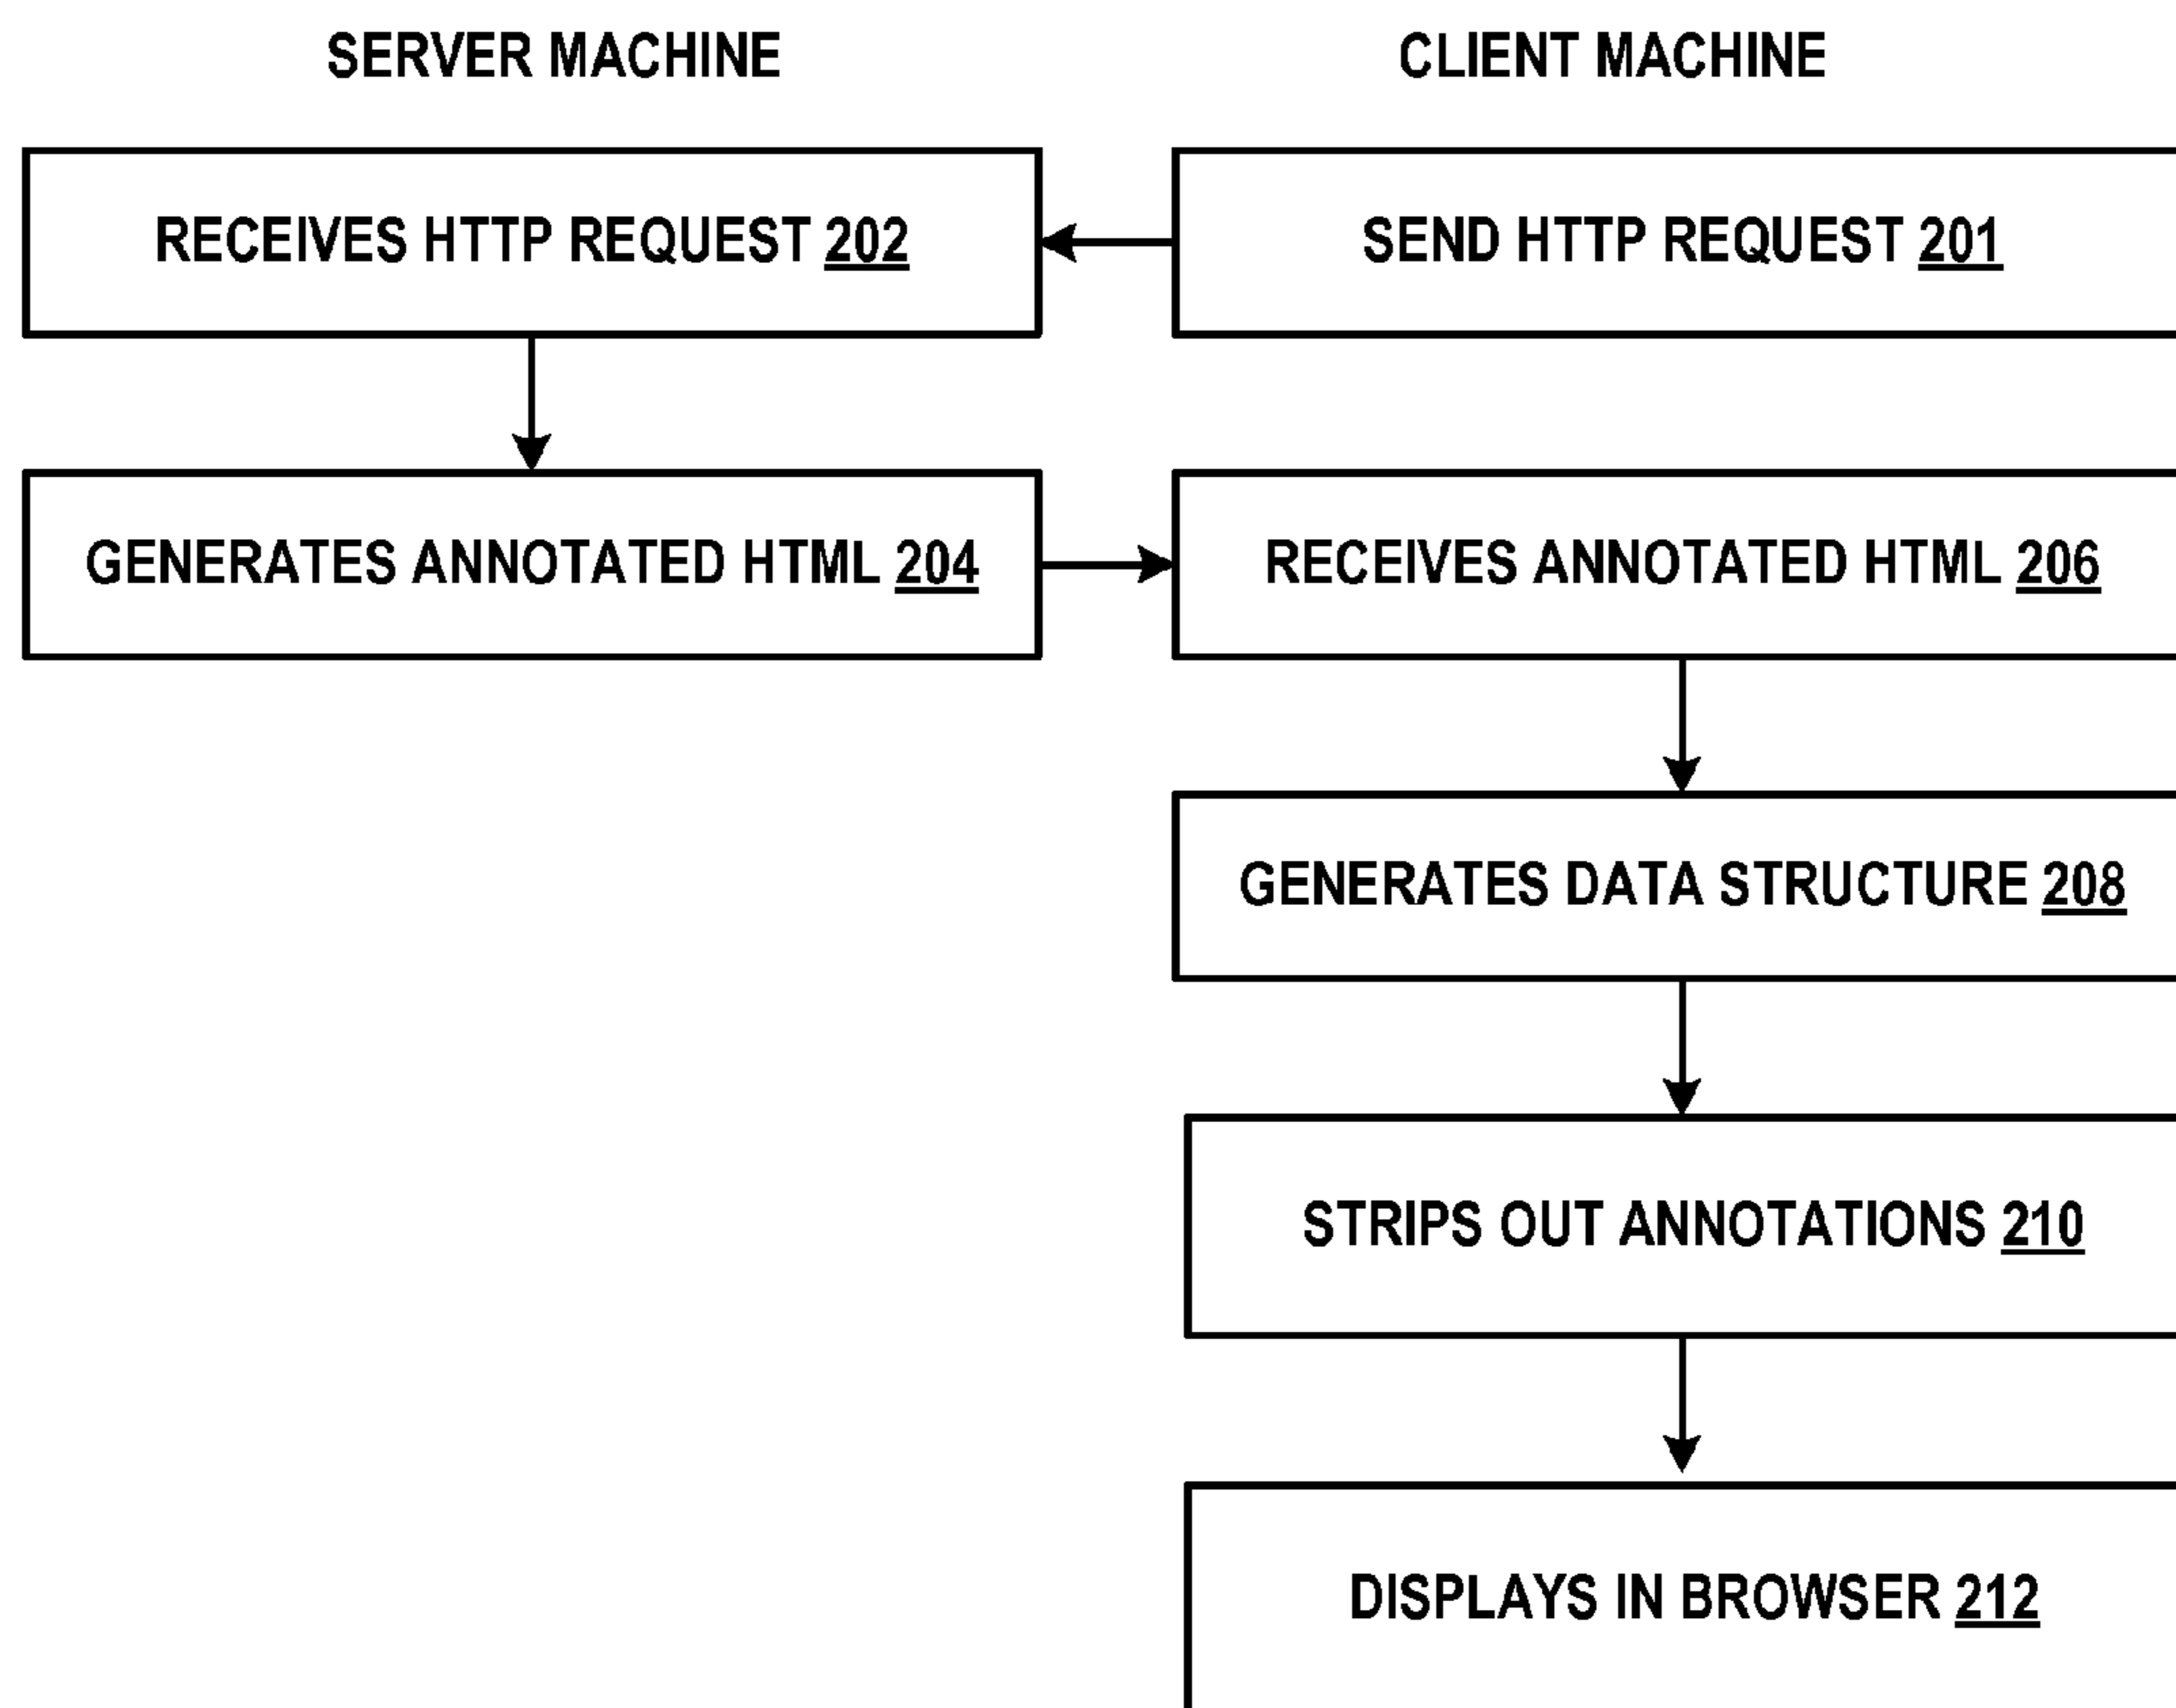 SERVER MACHINE
CLIENT MACHINE
RECEIVES HTTP REQUEST 202
SEND HTTP REQUEST 201
GENERATES ANNOTATED HTML 204
RECEIVES ANNOTATED HTML 206
GENERATES DATA STRUCTURE 208
STRIPS OUT ANNOTATIONS 210
DISPLAYS IN BROWSER 212